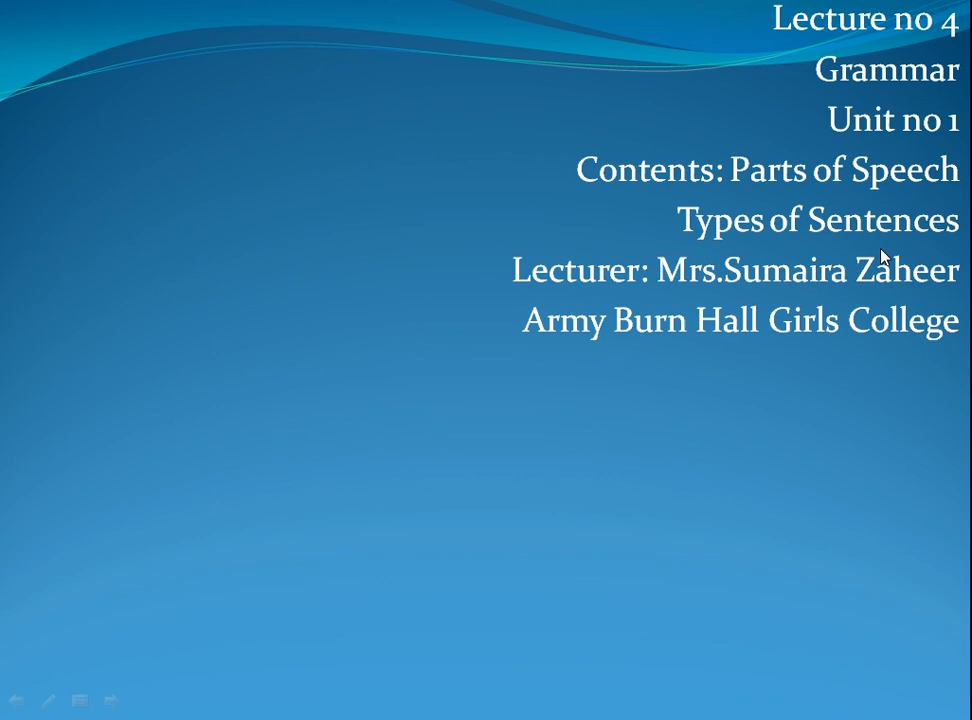 Lecture no 4
Grammar
Unit no 1
Contents: Parts of Speech
Types of Sentences
Lecturer: Mrs.Sumaira Zaheer
Army Burn Hall Girls College